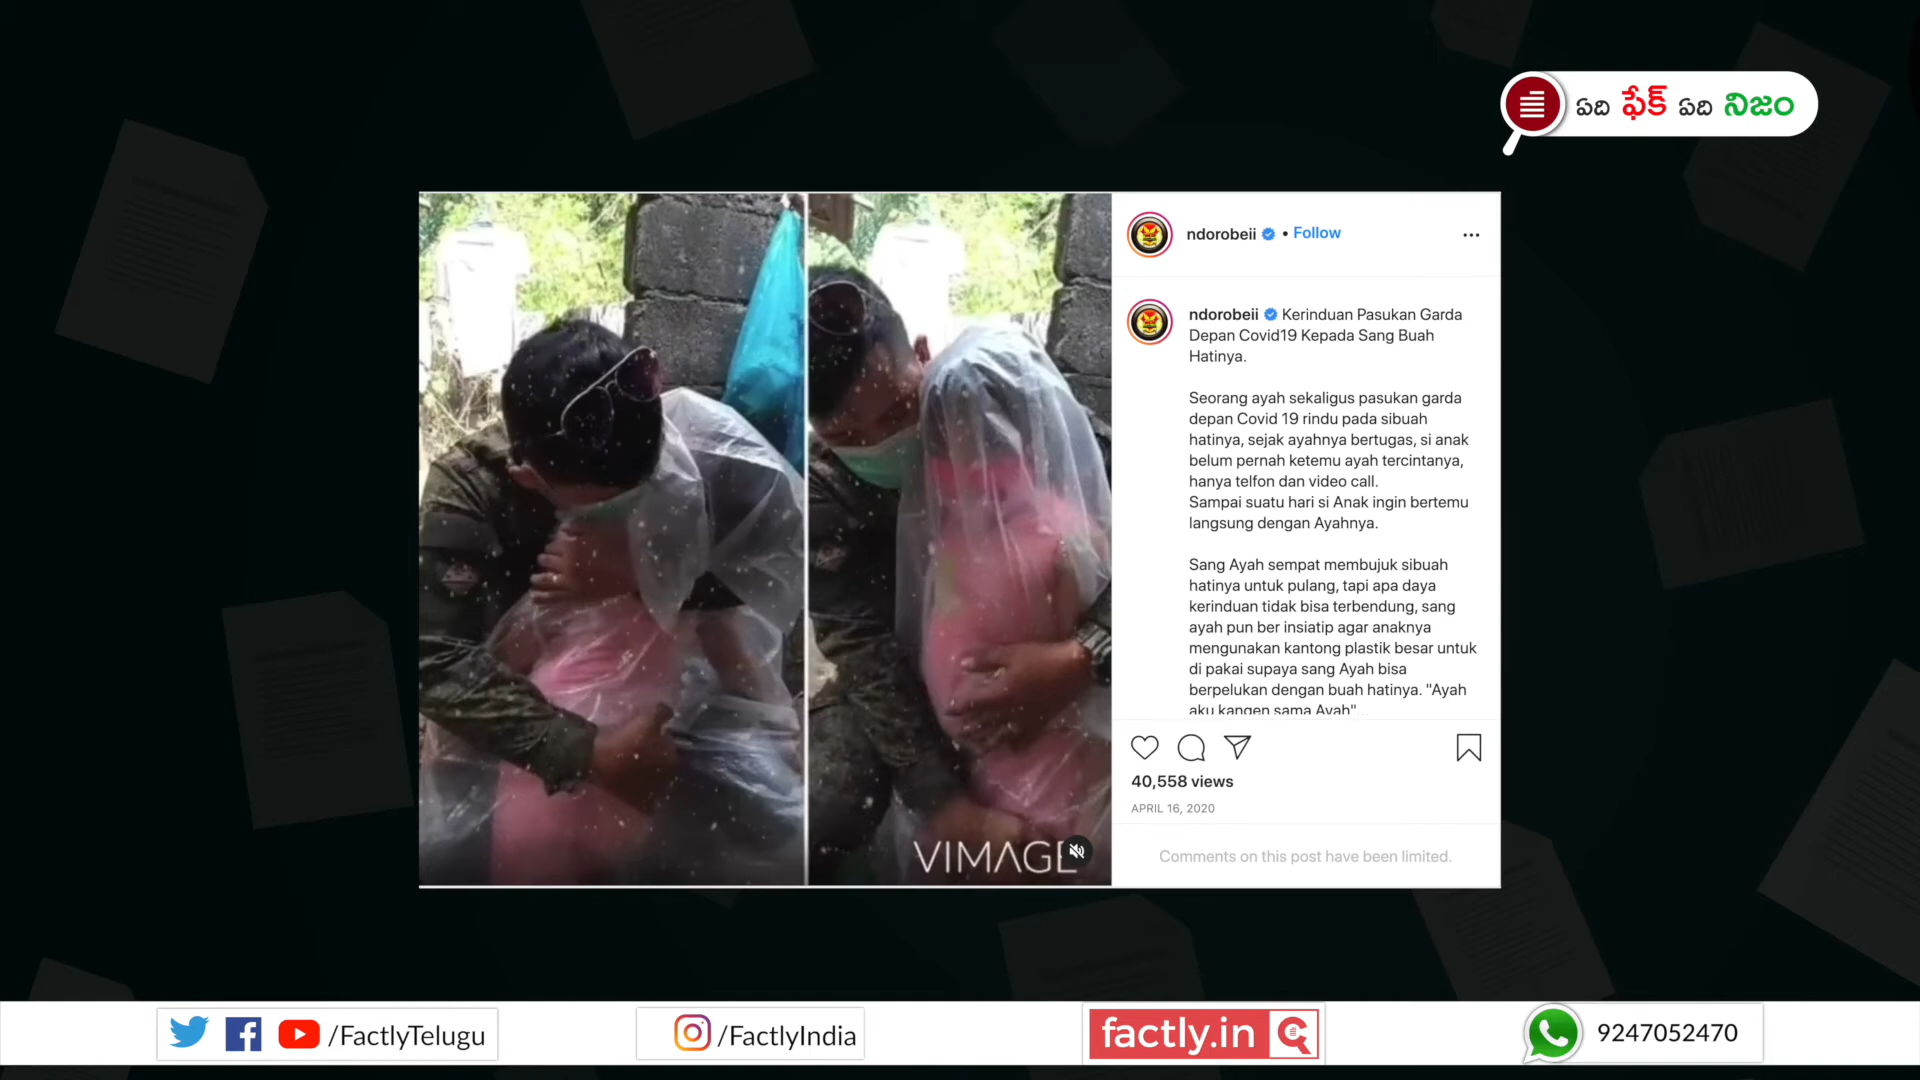 ఏది ఫేక్ ఏది నిజం
ndorobeii • Follow
ndorobeii Kerinduan Pasukan Garda
Depan Covid19 Kepada Sang Buah
Hatinya.
Seorang ayah sekaligus pasukan garda
depan Covid 19 rindu pada sibuah
hatinya, sejak ayahnya bertugas, si anak
belum pernah ketemu ayah tercintanya,
hanya telfon dan video call.
Sampai suatu hari si Anak ingin bertemu
langsung dengan Ayahnya.
Sang Ayah sempat membujuk sibuah
hatinya untuk pulang, tapi apa daya
kerinduan tidak bisa terbendung, sang
ayah pun ber insiatip agar anaknya
mengunakan kantong plastik besar untuk
di pakai supaya sang Ayah bisa
berpelukan dengan buah hatinya. "Ayah
aku kangen sama Ayah"...
VIMAGE
40,558 views
APRIL 16, 2020
Comments on this post have been limited.
/FactlyTelugu
/FactlyIndia
factly.in
9247052470